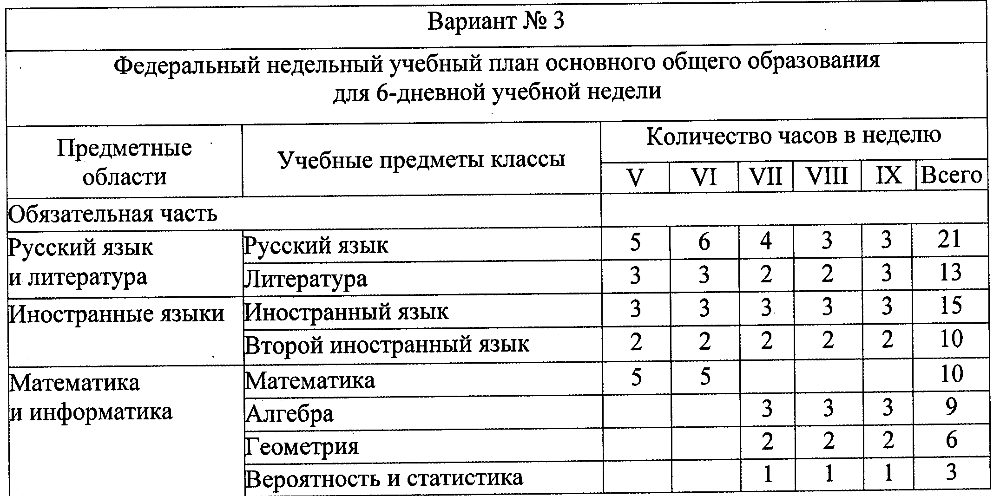 Вариант № 3
Федеральный недельный учебный план основного общего образования
для 6-дневной учебной недели
Предметные
области
Учебные предметы классы
Количество часов в неделю
V VI VII VIII IX Всего
Обязательная часть
Русский язык
и литература
Русский язык 5 6 4 3 3 21
Литература 3 3 2 2 3 13
Иностранные языки
Иностранный язык 3 3 3 3 3 15
Второй иностранный язык 2 2 2 2 2 10
Математика
и информатика
Математика 5 5 10
Алгебра 3 3 3 9
Геометрия 2 2 2 6
Вероятность и статистика 1 1 1 3